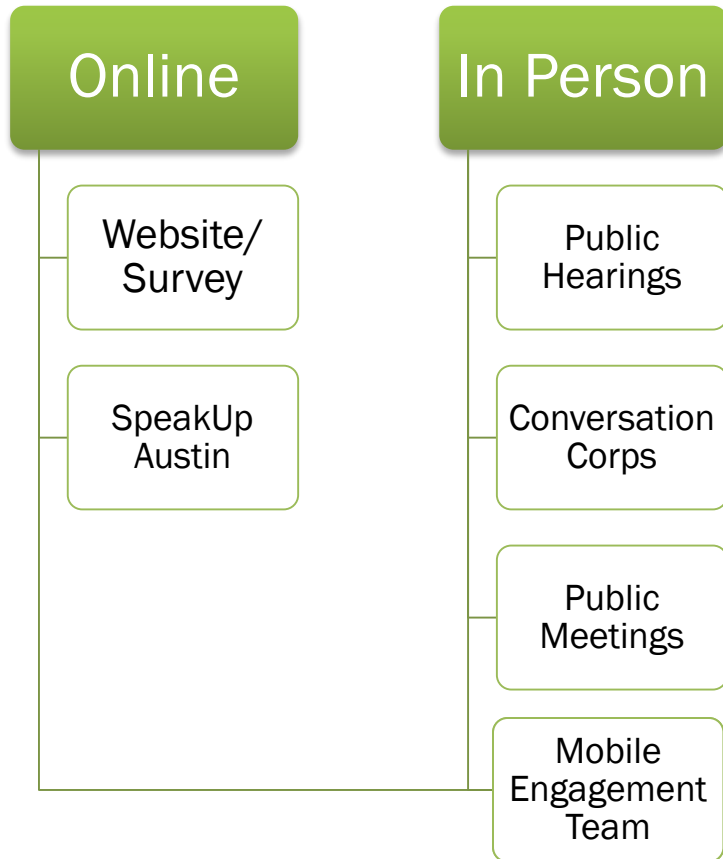 Online
Website/
Survey
SpeakUp
Austin
In Person
Public
Hearings
Conversation
Corps
Public
Meetings
Mobile
Engagement
Team